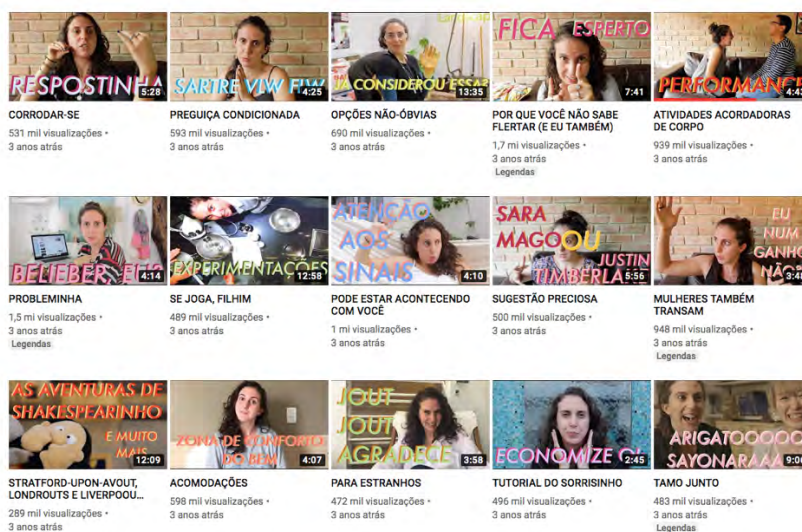 RESPOSTINHA
5:28
SARTRE VIW FIW
4:25
JÁ CONSIDEROU ESSA?
13:35
FICA ESPERTO
7:41
PERFORMANCE
4:43
CORRODAR-SE
531 mil visualizações •
3 anos atrás
PREGUIÇA CONDICIONADA
593 mil visualizações •
3 anos atrás
OPÇÕES NÃO-ÓBVIAS
690 mil visualizações •
3 anos atrás
POR QUE VOCÊ NÃO SABE
FLERTAR (E EU TAMBÉM)
1,7 mi visualizações •
3 anos atrás
Legendas
ATIVIDADES ACORDADORAS
DE CORPO
939 mil visualizações •
3 anos atrás
BELIEBER, EU?
4:14
EXPERIMENTAÇÕES
12:58
ATENÇÃO
AOS
SINAIS
4:10
SARA
MAGOOU
JUSTIN
TIMBERLAKE
5:56
EU
NUM
GANHO
NÃO
3:48
PROBLEMINHA
1,5 mi visualizações •
3 anos atrás
Legendas
SE JOGA, FILHIM
489 mil visualizações •
3 anos atrás
PODE ESTAR ACONTECENDO
COM VOCÊ
1 mi visualizações •
3 anos atrás
SUGESTÃO PRECIOSA
500 mil visualizações •
3 anos atrás
MULHERES TAMBÉM
TRANSAM
948 mil visualizações •
3 anos atrás
Legendas
AS AVENTURAS DE
SHAKESPEARINHO
E MUITO
MAIS
12:09
ZONA DE CONFORTO
DO BEM
4:07
JOUT
JOUT
AGRADECE
3:58
ECONOMIZE
2:45
ARIGATOOOOO
SAYONARAAA
9:00
STRATFORD-UPON-AVOUT,
LONDROUTS E LIVERPOOU...
289 mil visualizações •
3 anos atrás
ACOMODAÇÕES
598 mil visualizações •
3 anos atrás
PARA ESTRANHOS
472 mil visualizações •
3 anos atrás
TUTORIAL DO SORRISINHO
496 mil visualizações •
3 anos atrás
TAMO JUNTO
483 mil visualizações •
3 anos atrás
Legendas